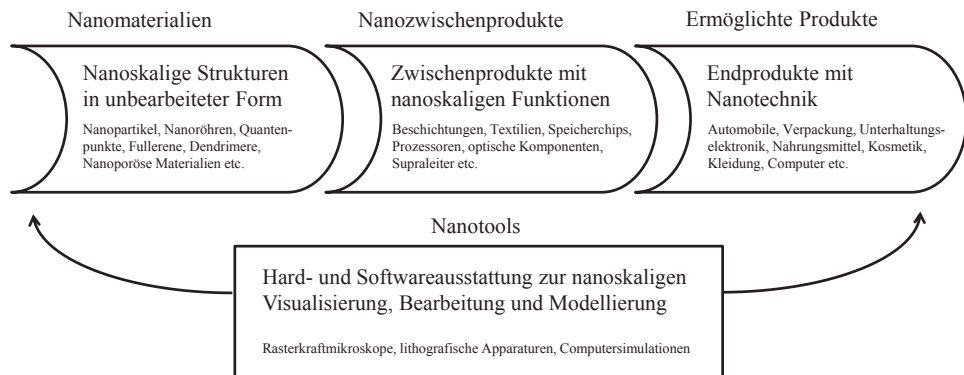 Nanomaterialien
Nanozwischenprodukte
Ermöglichte Produkte
Nanoskalige Strukturen
in unbearbeiteter Form
Nanopartikel, Nanoröhren, Quanten-
punkte, Fullerene, Dendrimere,
Nanoporöse Materialien etc.
Zwischenprodukte mit
nanoskaligen Funktionen
Beschichtungen, Textilien, Speicherchips,
Prozessoren, optische Komponenten,
Supraleiter etc.
Endprodukte mit
Nanotechnik
Automobile, Verpackung, Unterhaltungs-
elektronik, Nahrungsmittel, Kosmetik,
Kleidung, Computer etc.
Nanotools
Hard- und Softwareausstattung zur nanoskaligen
Visualisierung, Bearbeitung und Modellierung
Rasterkraftmikroskope, lithografische Apparaturen, Computersimulationen